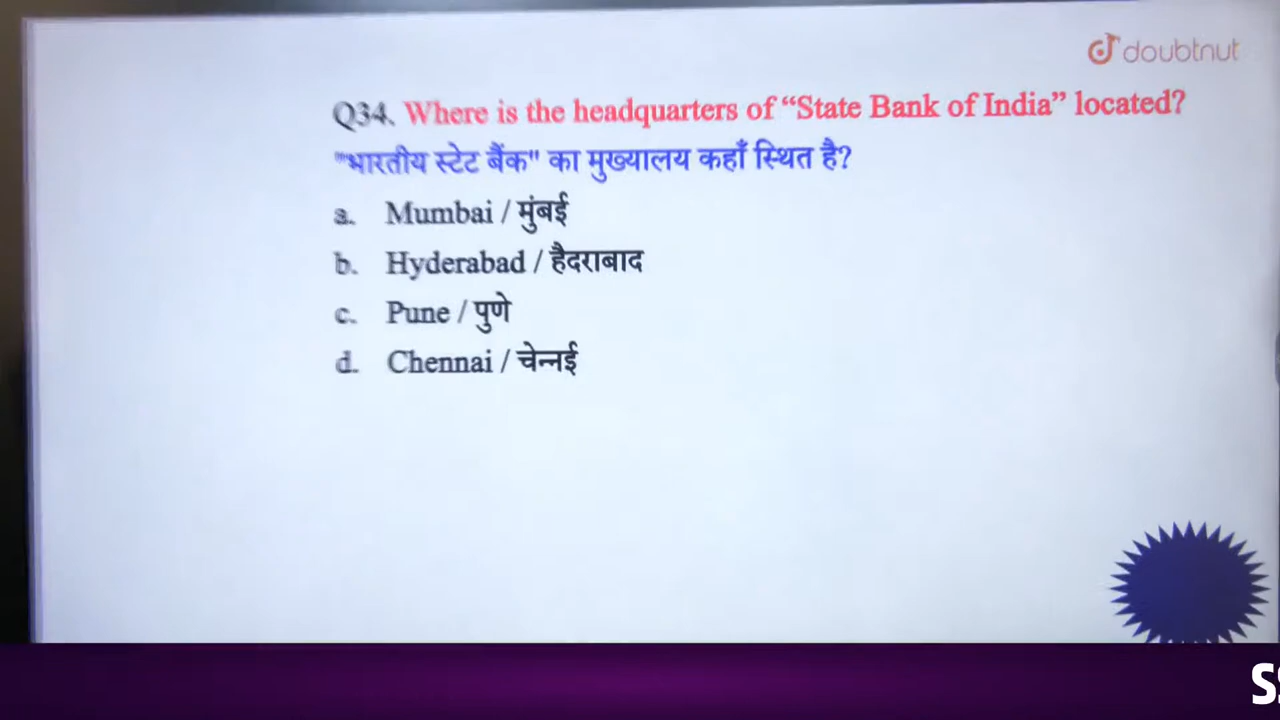 doubtnut
Q34. Where is the headquarters of “State Bank of India” located?
"भारतीय स्टेट बैंक" का मुख्यालय कहाँ स्थित है?
a. Mumbai / मुंबई
b. Hyderabad / हैदराबाद
c. Pune / पुणे
d. Chennai / चेन्नई